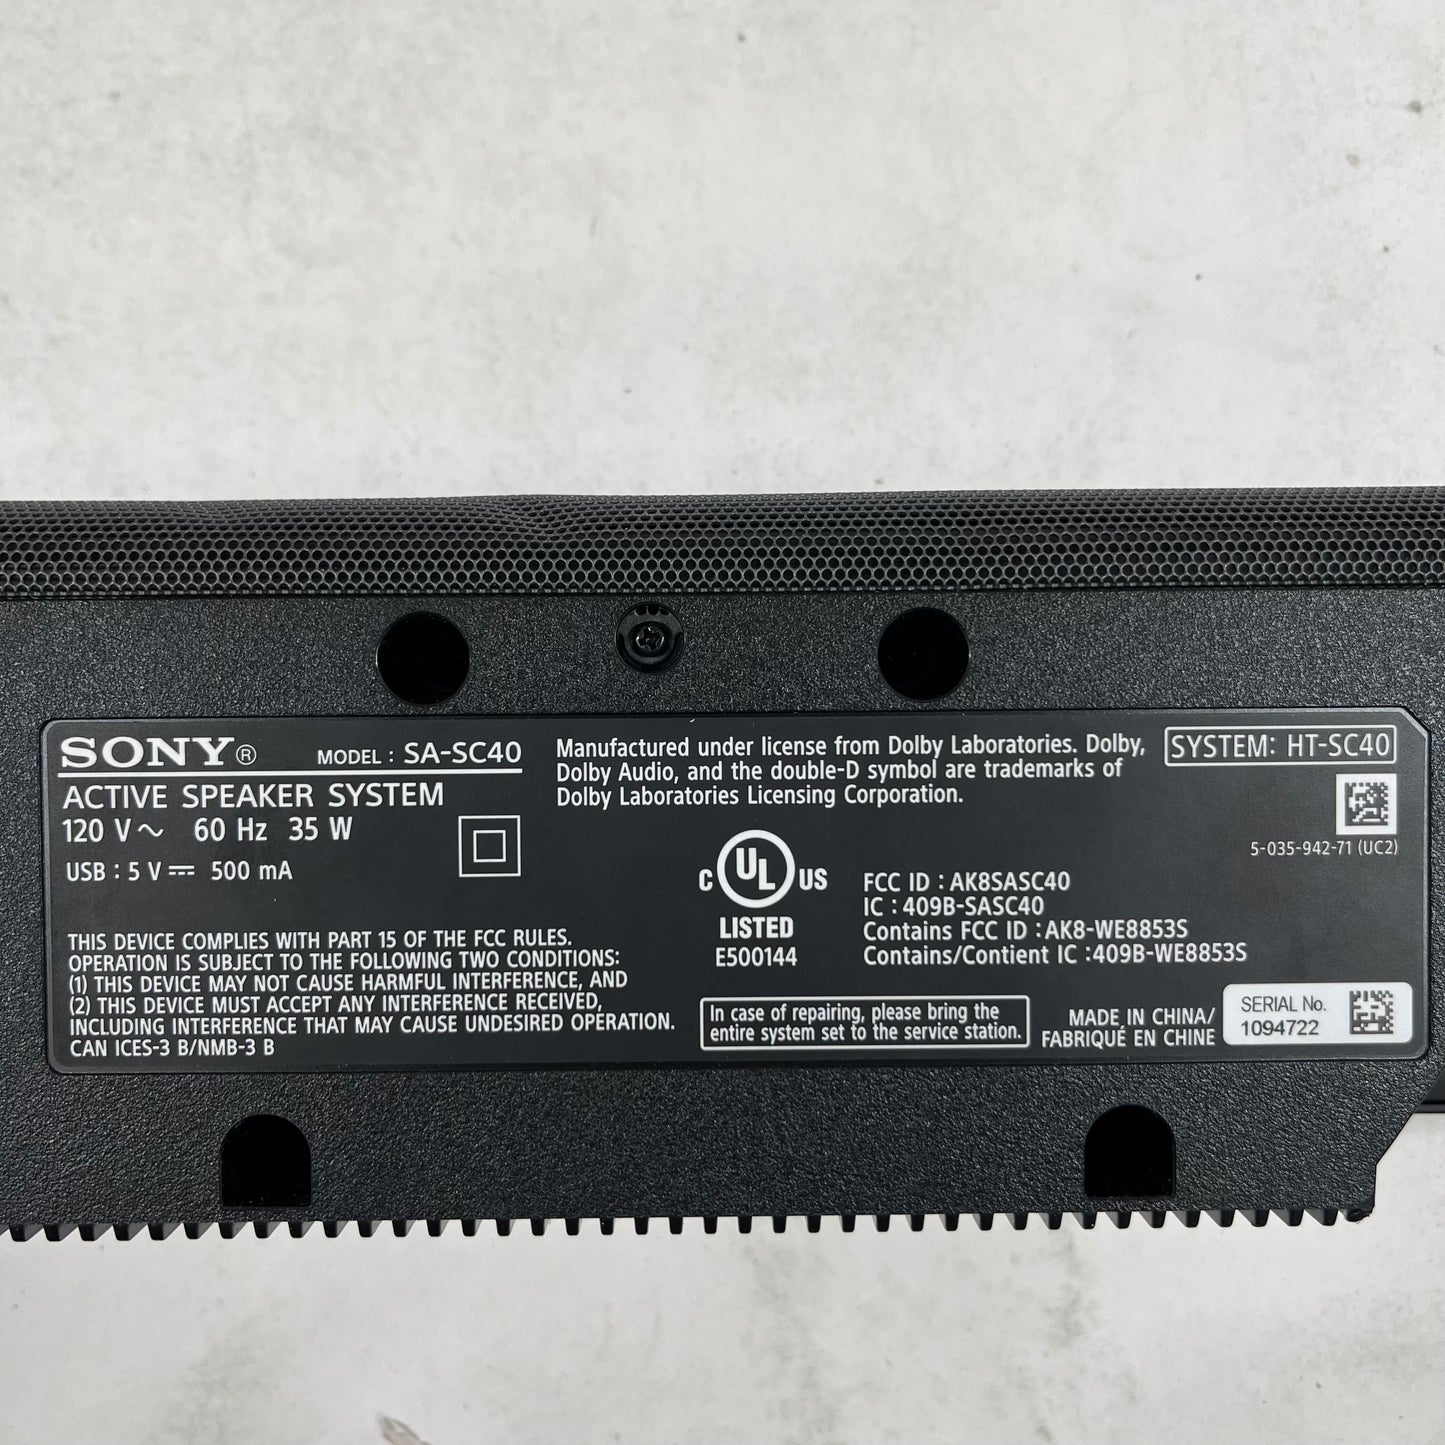 SONY® MODEL : SA-SC40
ACTIVE SPEAKER SYSTEM
120 V~ 60 Hz 35 W
USB : 5 V⎓ 500 mA
THIS DEVICE COMPLIES WITH PART 15 OF THE FCC RULES.
OPERATION IS SUBJECT TO THE FOLLOWING TWO CONDITIONS:
(1) THIS DEVICE MAY NOT CAUSE HARMFUL INTERFERENCE, AND
(2) THIS DEVICE MUST ACCEPT ANY INTERFERENCE RECEIVED,
INCLUDING INTERFERENCE THAT MAY CAUSE UNDESIRED OPERATION.
CAN ICES-3 B/NMB-3 B
Manufactured under license from Dolby Laboratories. Dolby,
Dolby Audio, and the double-D symbol are trademarks of
Dolby Laboratories Licensing Corporation.
SYSTEM: HT-SC40
5-035-942-71 (UC2)
C UL US
LISTED
E500144
FCC ID : AK8SASC40
IC : 409B-SASC40
Contains FCC ID : AK8-WE8853S
Contains/Contient IC : 409B-WE8853S
In case of repairing, please bring the
entire system set to the service station.
MADE IN CHINA/
FABRIQUÉ EN CHINE
SERIAL No.
1094722